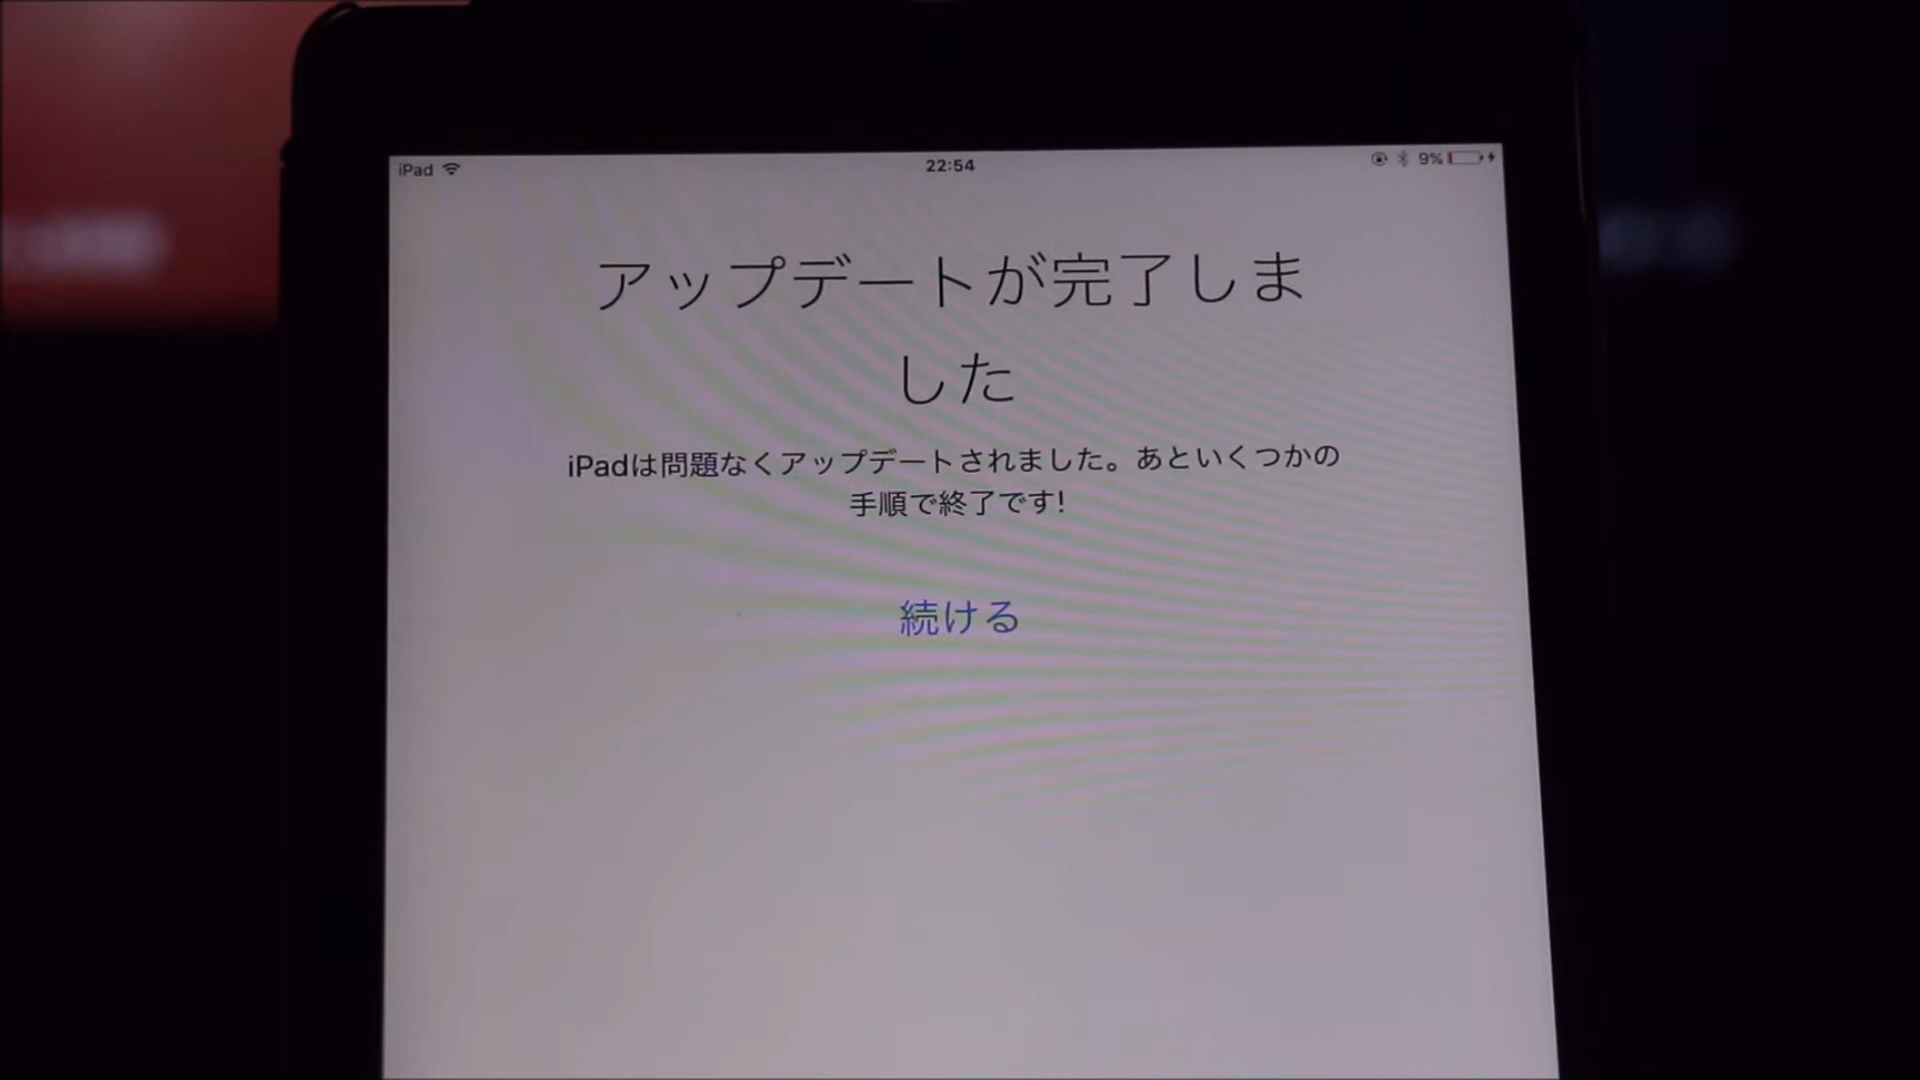 iPad
22:54
9%
アップデートが完了しま
した
iPadは問題なくアップデートされました。あといくつかの
手順で終了です!
続ける